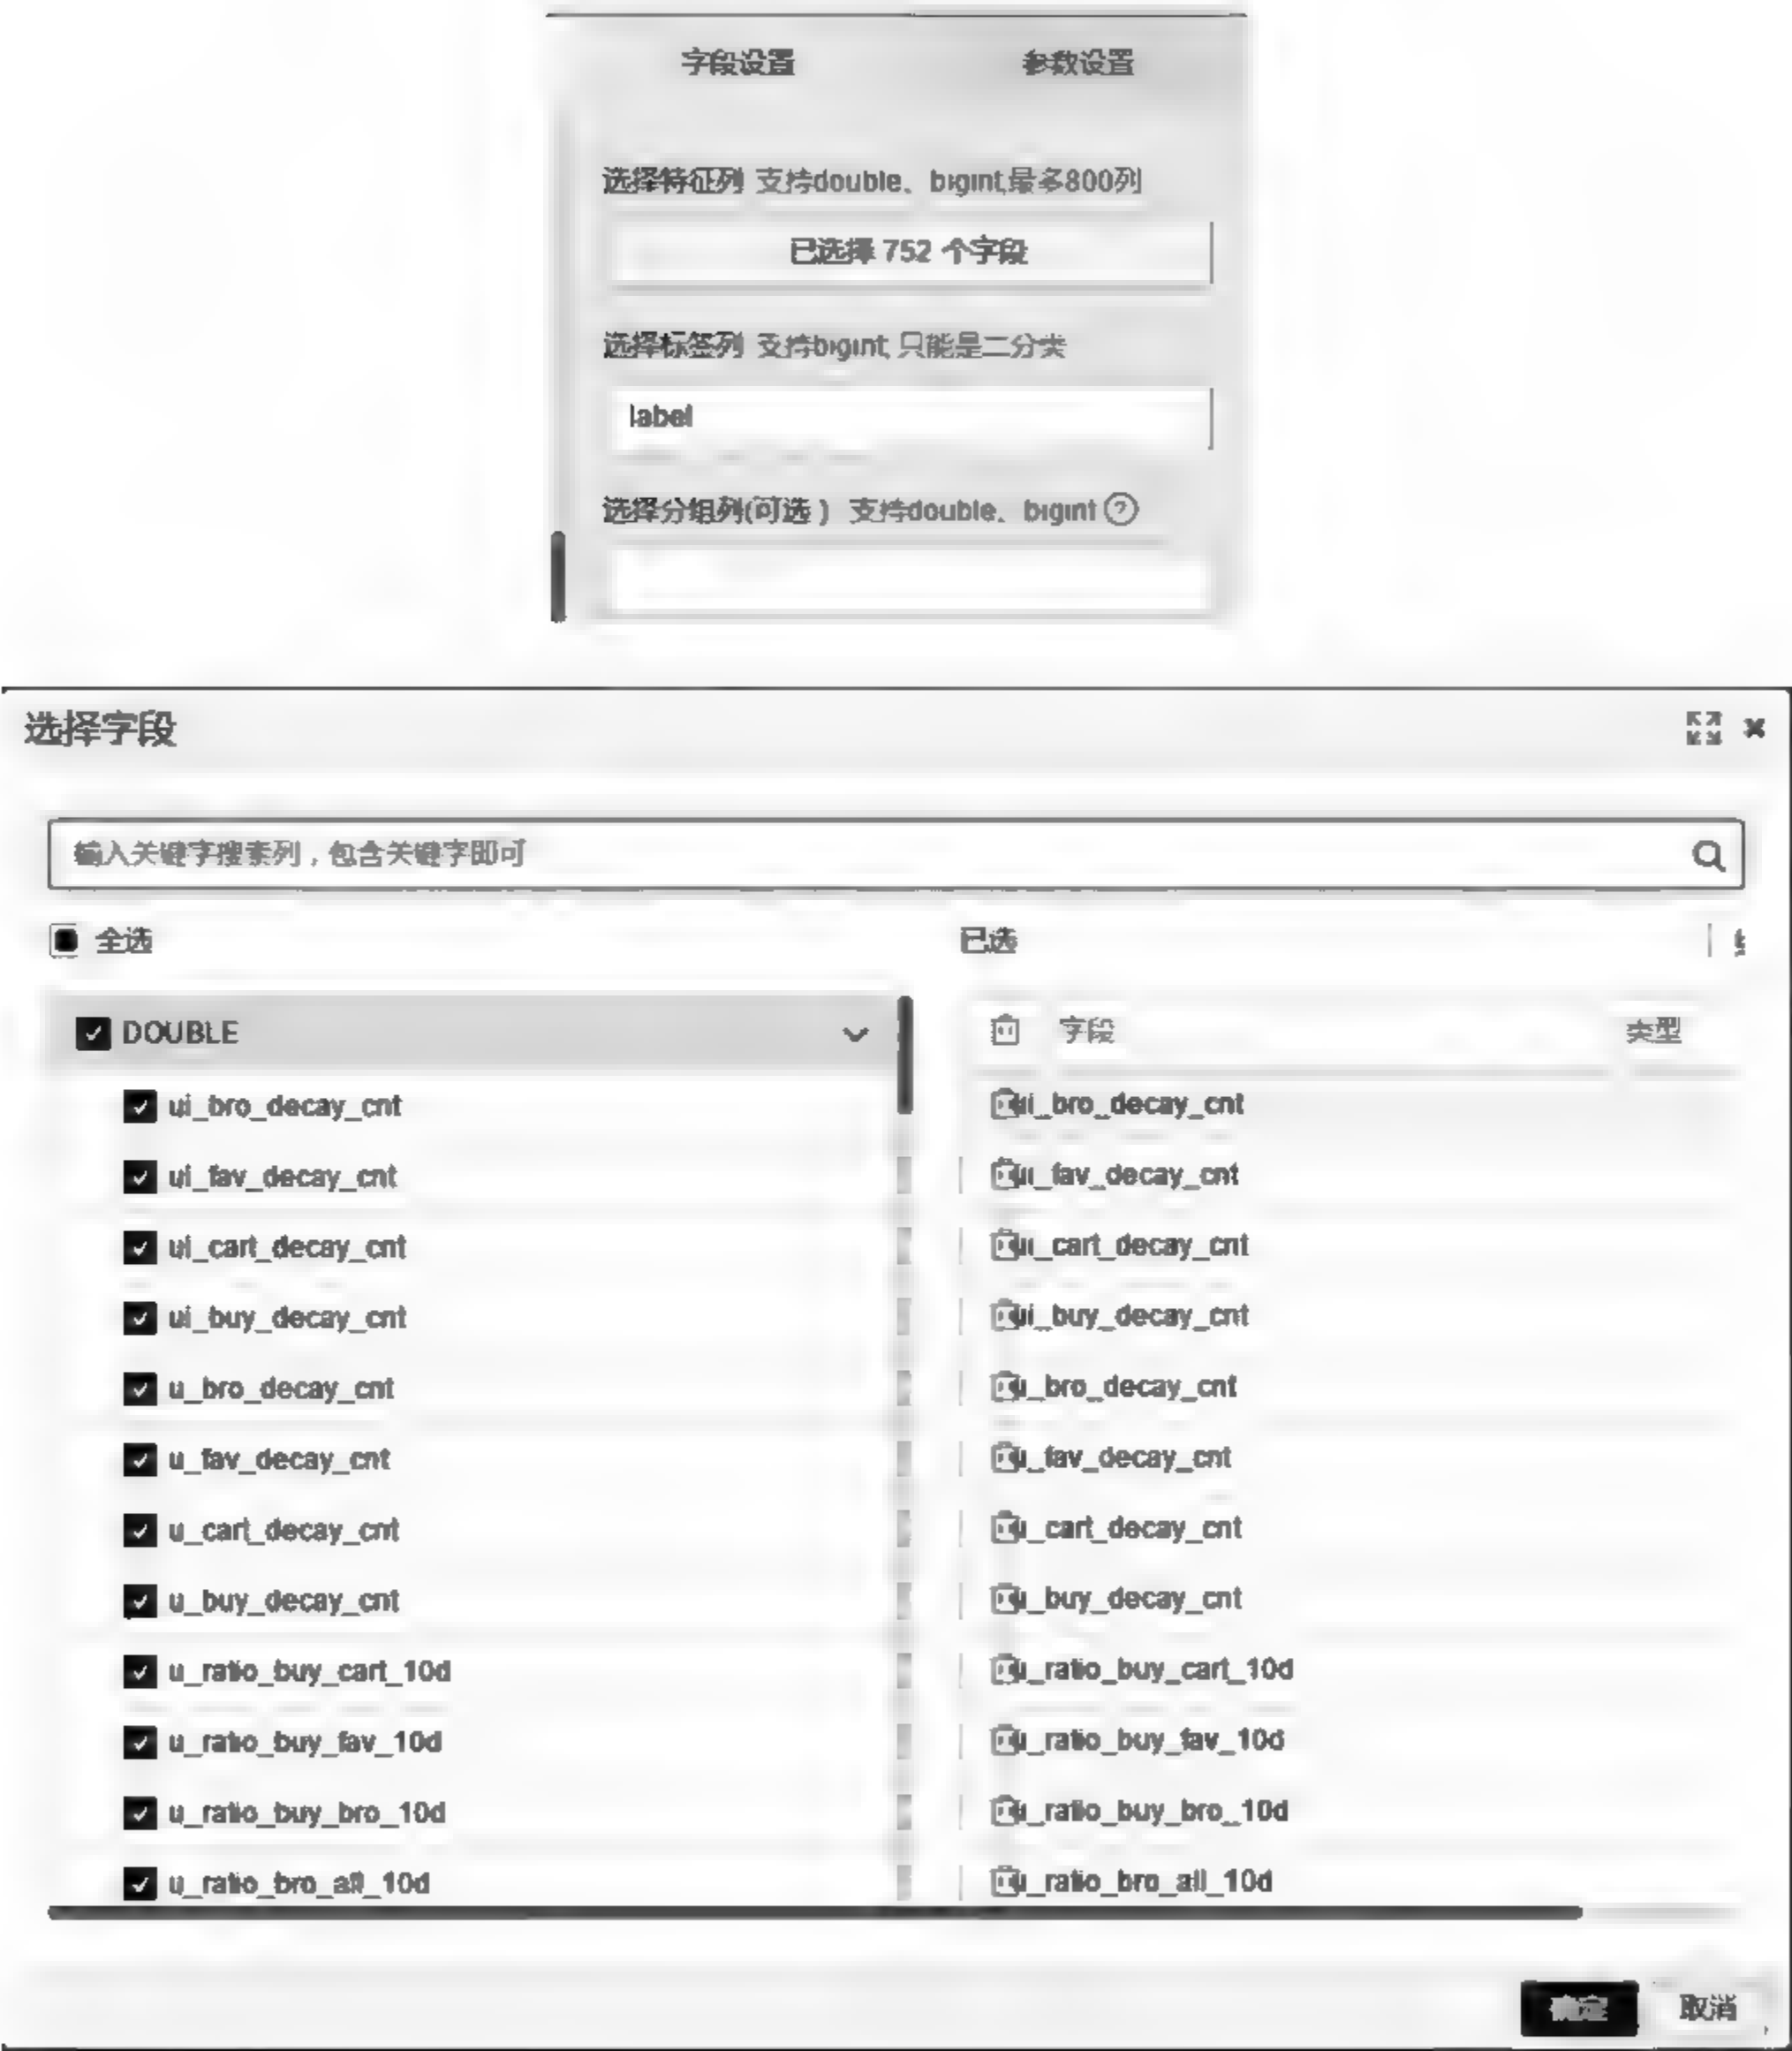 字段设置 参数设置
选择特征列 支持double、bigint,最多800列
已选择 752 个字段
选择标签列 支持bigint, 只能是二分类
label
选择分组列(可选) 支持double、bigint ?
选择字段
输入关键字搜索列，包含关键字即可
全选 已选
DOUBLE 字段 类型
ui_bro_decay_cnt ui_bro_decay_cnt
ui_fav_decay_cnt ui_fav_decay_cnt
ui_cart_decay_cnt ui_cart_decay_cnt
ui_buy_decay_cnt ui_buy_decay_cnt
u_bro_decay_cnt u_bro_decay_cnt
u_fav_decay_cnt u_fav_decay_cnt
u_cart_decay_cnt u_cart_decay_cnt
u_buy_decay_cnt u_buy_decay_cnt
u_ratio_buy_cart_10d u_ratio_buy_cart_10d
u_ratio_buy_fav_10d u_ratio_buy_fav_10d
u_ratio_buy_bro_10d u_ratio_buy_bro_10d
u_ratio_bro_all_10d u_ratio_bro_all_10d
确定 取消